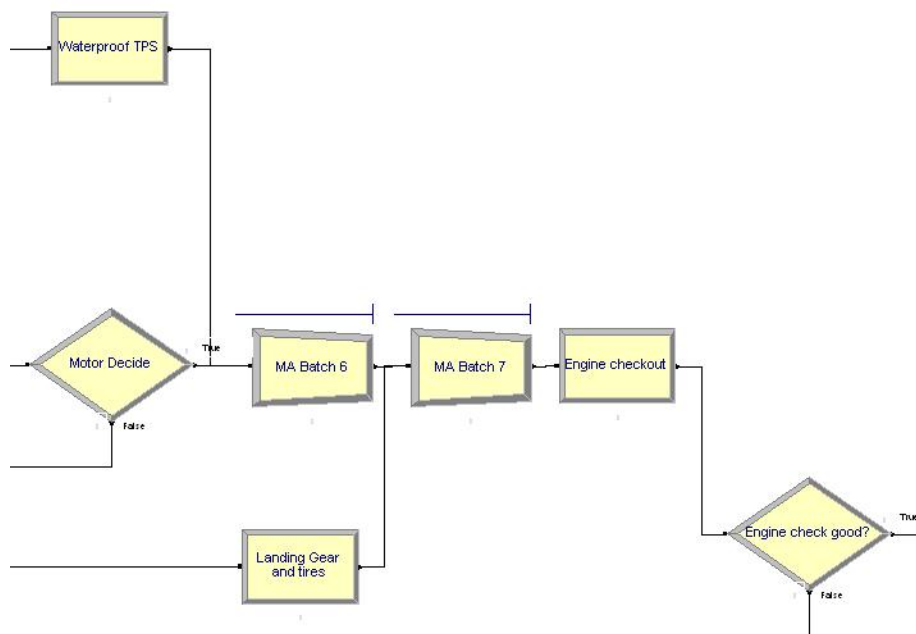 Waterproof TPS
Motor Decide
True
False
MA Batch 6
MA Batch 7
Engine checkout
Landing Gear
and tires
Engine check good?
True
False